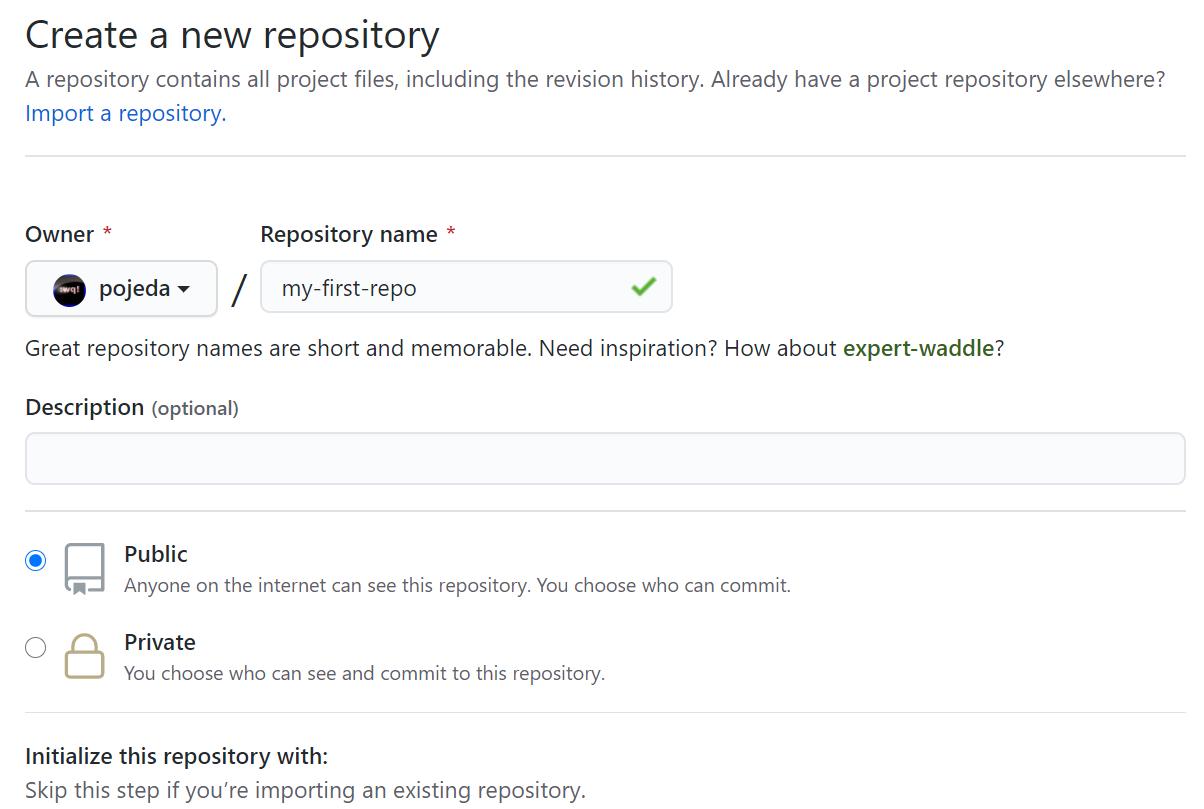 Create a new repository
A repository contains all project files, including the revision history. Already have a project repository elsewhere?
Import a repository.
Owner * Repository name *
swq! pojeda / my-first-repo
Great repository names are short and memorable. Need inspiration? How about expert-waddle?
Description (optional)
Public
Anyone on the internet can see this repository. You choose who can commit.
Private
You choose who can see and commit to this repository.
Initialize this repository with:
Skip this step if you’re importing an existing repository.